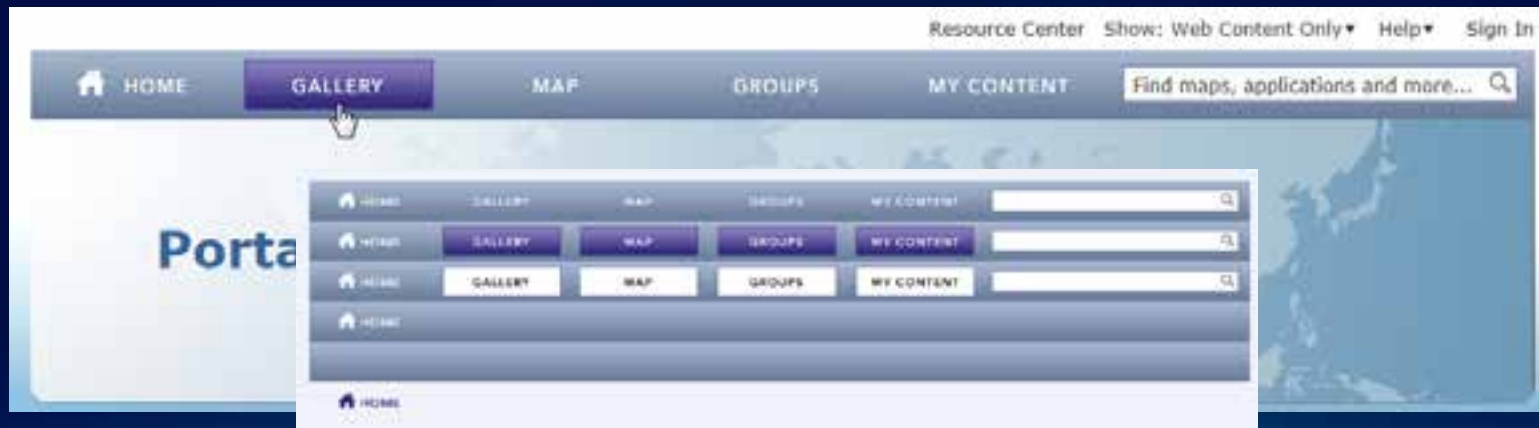 Resource Center Show: Web Content Only▾ Help▾ Sign In
HOME GALLERY MAP GROUPS MY CONTENT Find maps, applications and more...
Porta
HOME GALLERY MAP GROUPS MY CONTENT
HOME GALLERY MAP GROUPS MY CONTENT
HOME GALLERY MAP GROUPS MY CONTENT
HOME
HOME